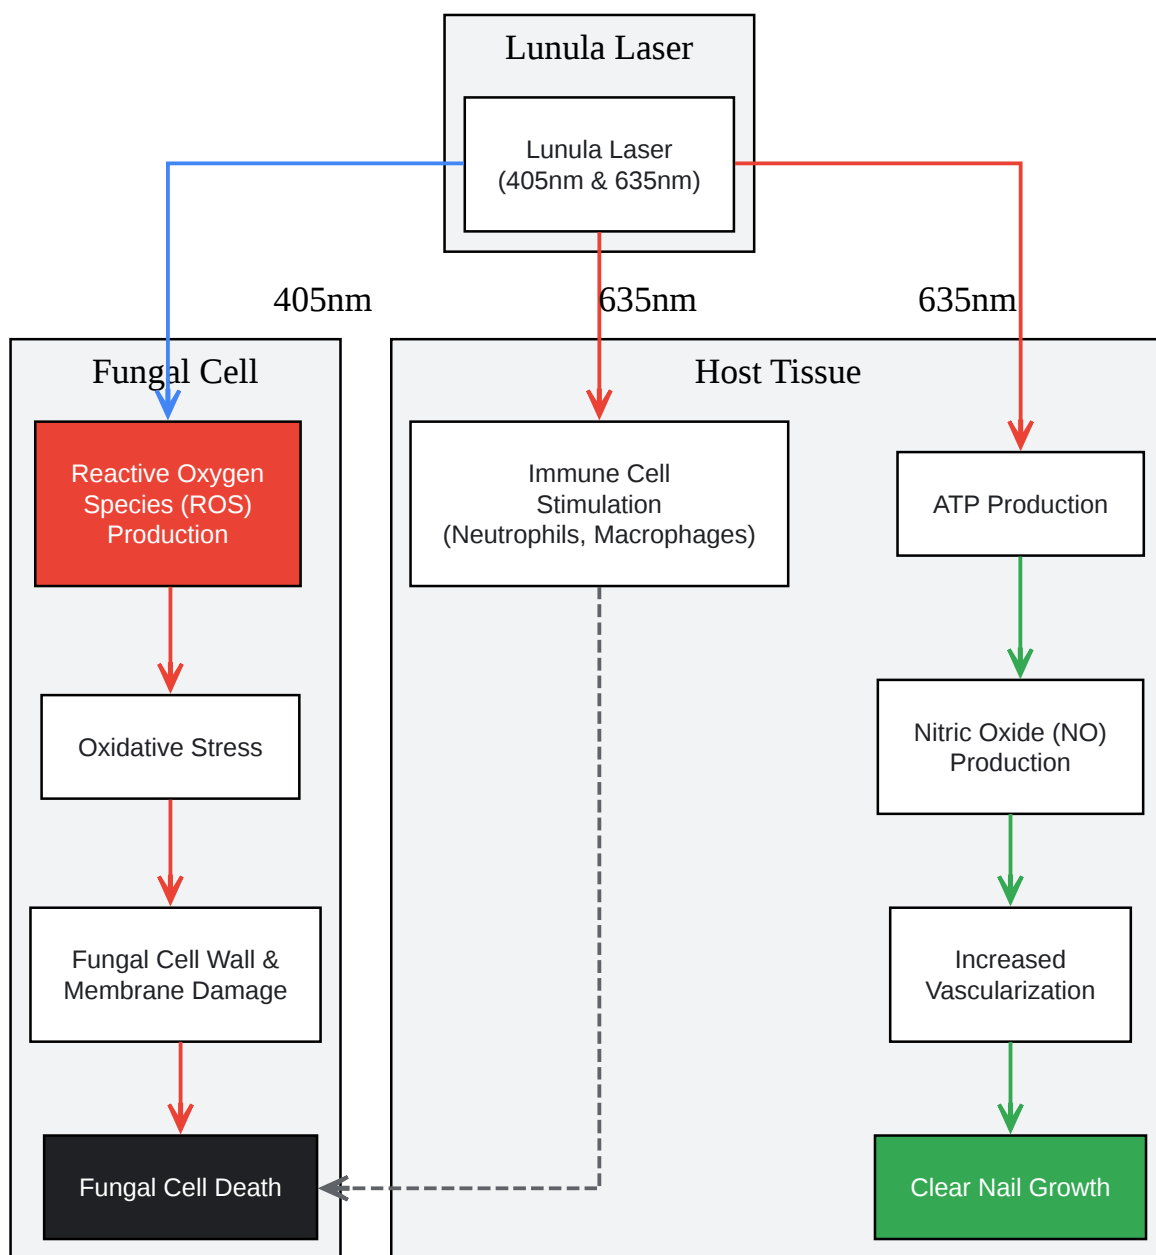 Lunula Laser
Lunula Laser
(405nm & 635nm)
405nm
635nm
635nm
Fungal Cell
Host Tissue
Reactive Oxygen
Species (ROS)
Production
Immune Cell
Stimulation
(Neutrophils, Macrophages)
ATP Production
Oxidative Stress
Nitric Oxide (NO)
Production
Fungal Cell Wall &
Membrane Damage
Increased
Vascularization
Fungal Cell Death
Clear Nail Growth